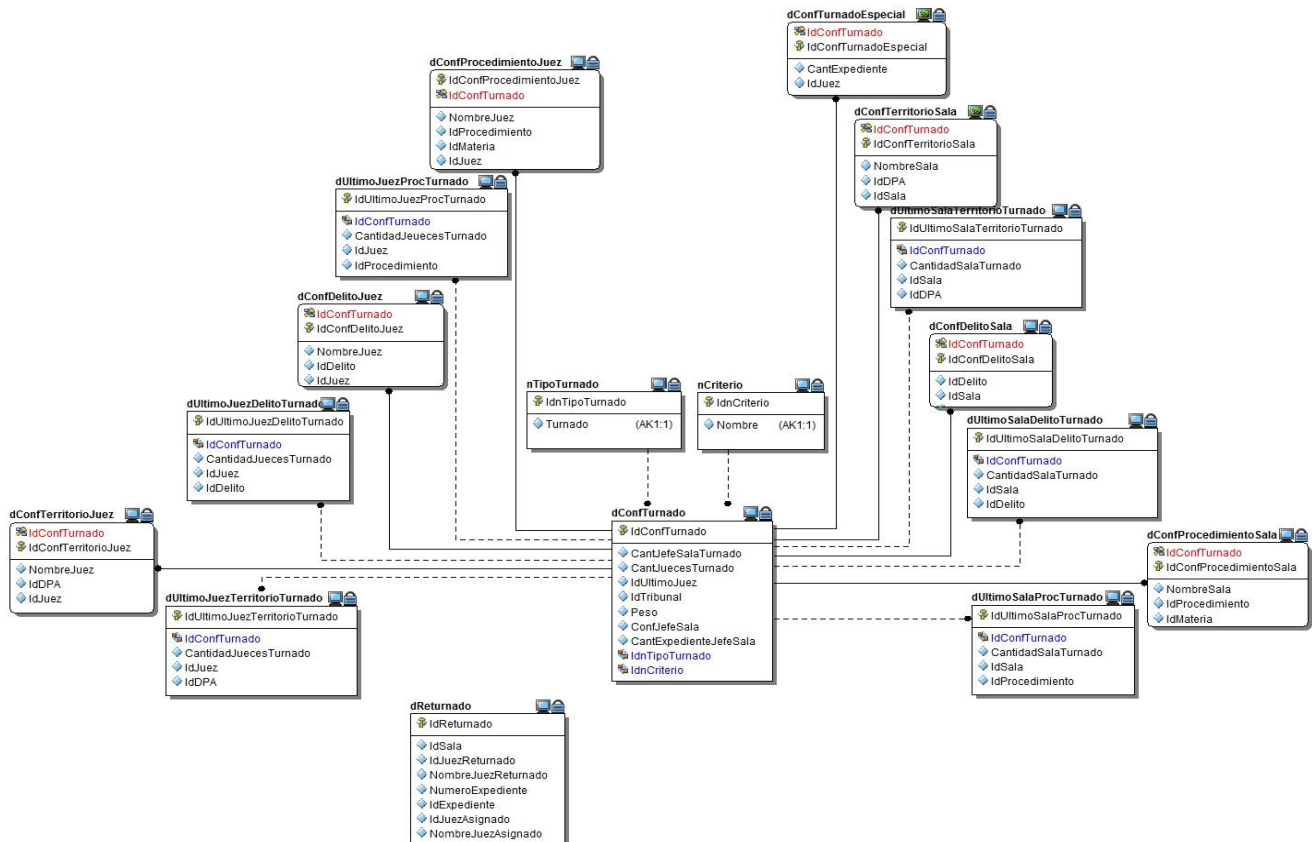 dConfTurnadoEspecial
IdConfTurnado
IdConfTurnadoEspecial
CantExpediente
IdJuez
dConfProcedimientoJuez
IdConfProcedimientoJuez
IdConfTurnado
NombreJuez
IdProcedimiento
IdMateria
IdJuez
dConfTerritorioSala
IdConfTurnado
IdConfTerritorioSala
NombreSala
IdDPA
IdSala
dUltimoJuezProcTurnado
IdUltimoJuezProcTurnado
IdConfTurnado
CantidadJeuecesTurnado
IdJuez
IdProcedimiento
dUltimoSalaTerritorioTurnado
IdUltimoSalaTerritorioTurnado
IdConfTurnado
CantidadSalaTurnado
IdSala
IdDPA
dConfDelitoJuez
IdConfTurnado
IdConfDelitoJuez
NombreJuez
IdDelito
IdJuez
dConfDelitoSala
IdConfTurnado
IdConfDelitoSala
IdDelito
IdSala
nTipoTurnado
IdnTipoTurnado
Turnado (AK1:1)
nCriterio
IdnCriterio
Nombre (AK1:1)
dUltimoJuezDelitoTurnado
IdUltimoJuezDelitoTurnado
IdConfTurnado
CantidadJuecesTurnado
IdJuez
IdDelito
dUltimoSalaDelitoTurnado
IdUltimoSalaDelitoTurnado
IdConfTurnado
CantidadSalaTurnado
IdSala
IdDelito
dConfTerritorioJuez
IdConfTurnado
IdConfTerritorioJuez
NombreJuez
IdDPA
IdJuez
dConfTurnado
IdConfTurnado
CantJefeSalaTurnado
CantJuecesTurnado
IdUltimoJuez
IdTribunal
Peso
ConfJefeSala
CantExpedienteJefeSala
IdnTipoTurnado
IdnCriterio
dConfProcedimientoSala
IdConfTurnado
IdConfProcedimientoSala
NombreSala
IdProcedimiento
IdMateria
dUltimoJuezTerritorioTurnado
IdUltimoJuezTerritorioTurnado
IdConfTurnado
CantidadJuecesTurnado
IdJuez
IdDPA
dUltimoSalaProcTurnado
IdUltimoSalaProcTurnado
IdConfTurnado
CantidadSalaTurnado
IdSala
IdProcedimiento
dReturnado
IdReturnado
IdSala
IdJuezReturnado
NombreJuezReturnado
NumeroExpediente
IdExpediente
IdJuezAsignado
NombreJuezAsignado